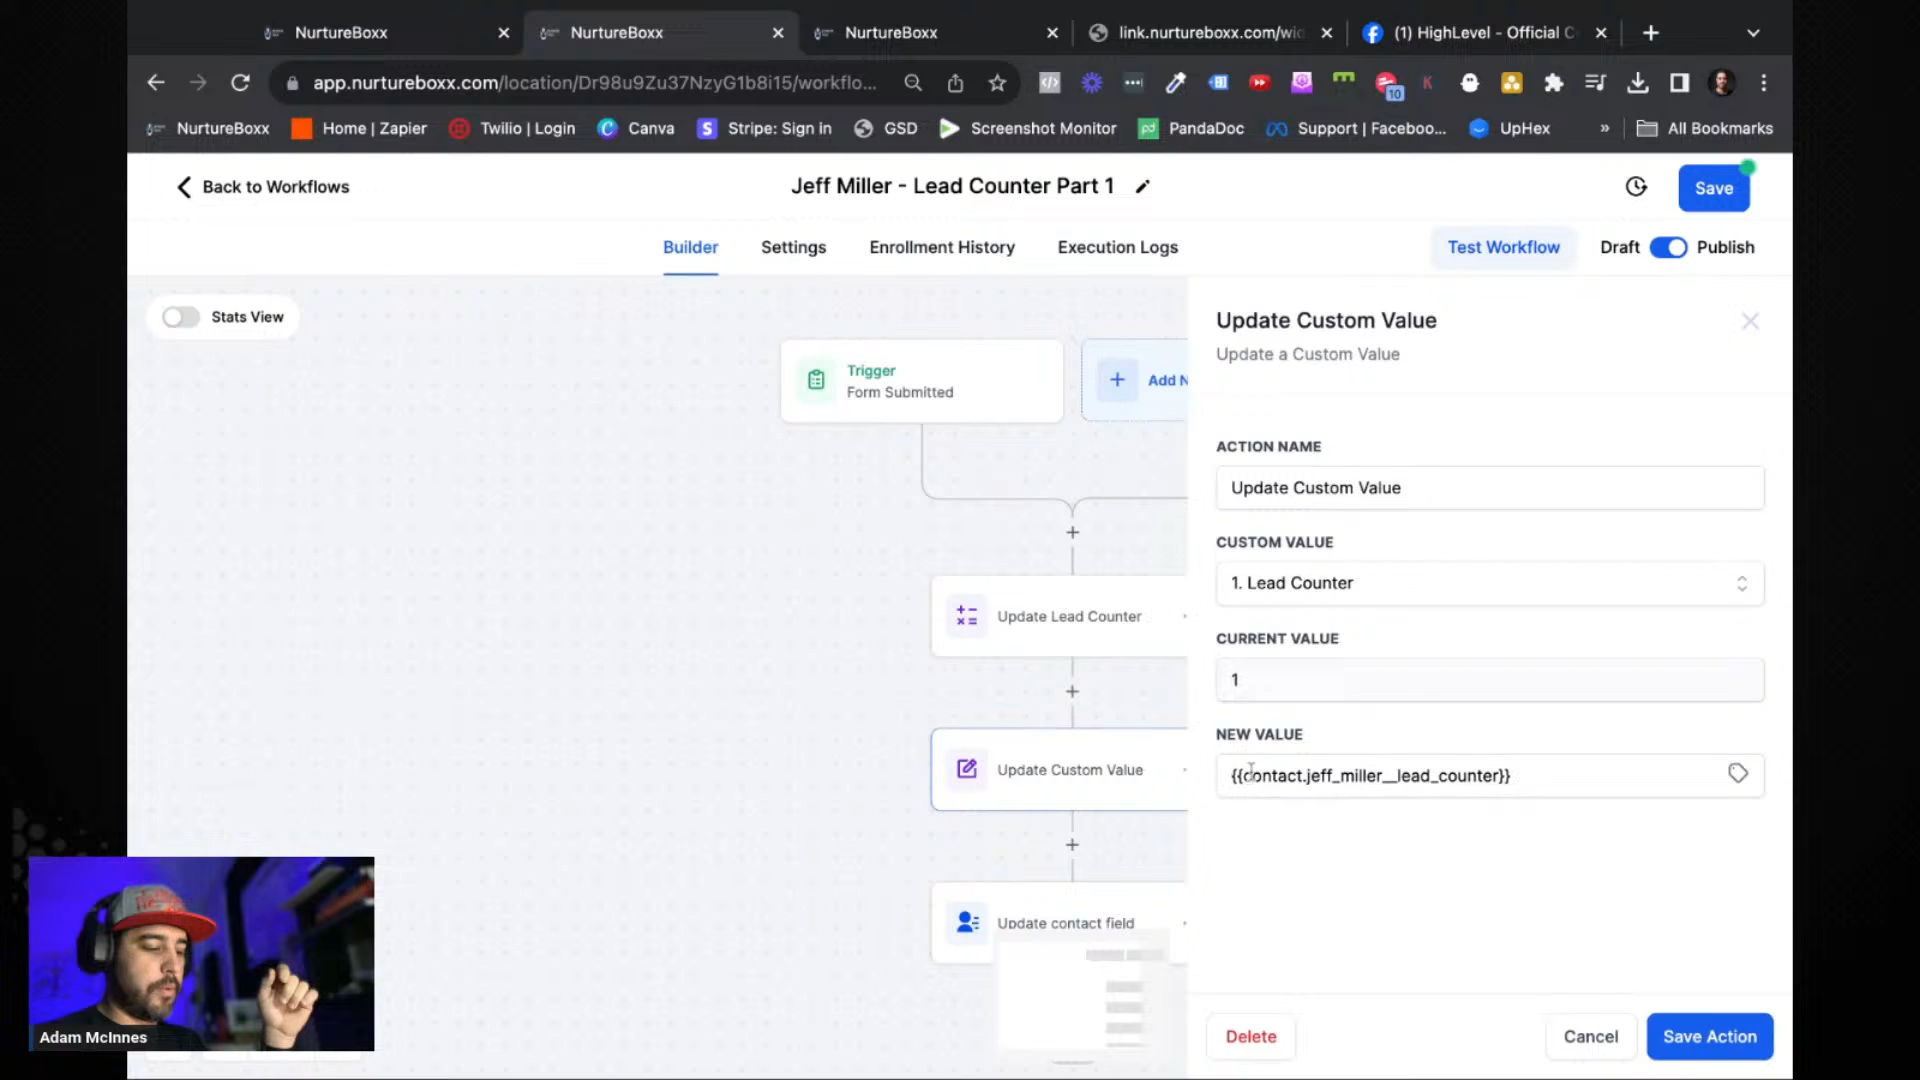 NurtureBoxx
NurtureBoxx
NurtureBoxx
link.nurtureboxx.com/wid
(1) HighLevel - Official C
app.nurtureboxx.com/location/Dr98u9Zu37NzyG1b8i15/workflo...
10
NurtureBoxx
Home | Zapier
Twilio | Login
Canva
Stripe: Sign in
GSD
Screenshot Monitor
PandaDoc
Support | Faceboo...
UpHex
»
All Bookmarks
Back to Workflows
Jeff Miller - Lead Counter Part 1
Save
Builder
Settings
Enrollment History
Execution Logs
Test Workflow
Draft
Publish
Stats View
Trigger
Form Submitted
Add N
Update Lead Counter
Update Custom Value
Update contact field
Update Custom Value
Update a Custom Value
ACTION NAME
Update Custom Value
CUSTOM VALUE
1. Lead Counter
CURRENT VALUE
1
NEW VALUE
{{contact.jeff_miller__lead_counter}}
Delete
Cancel
Save Action
Adam McInnes